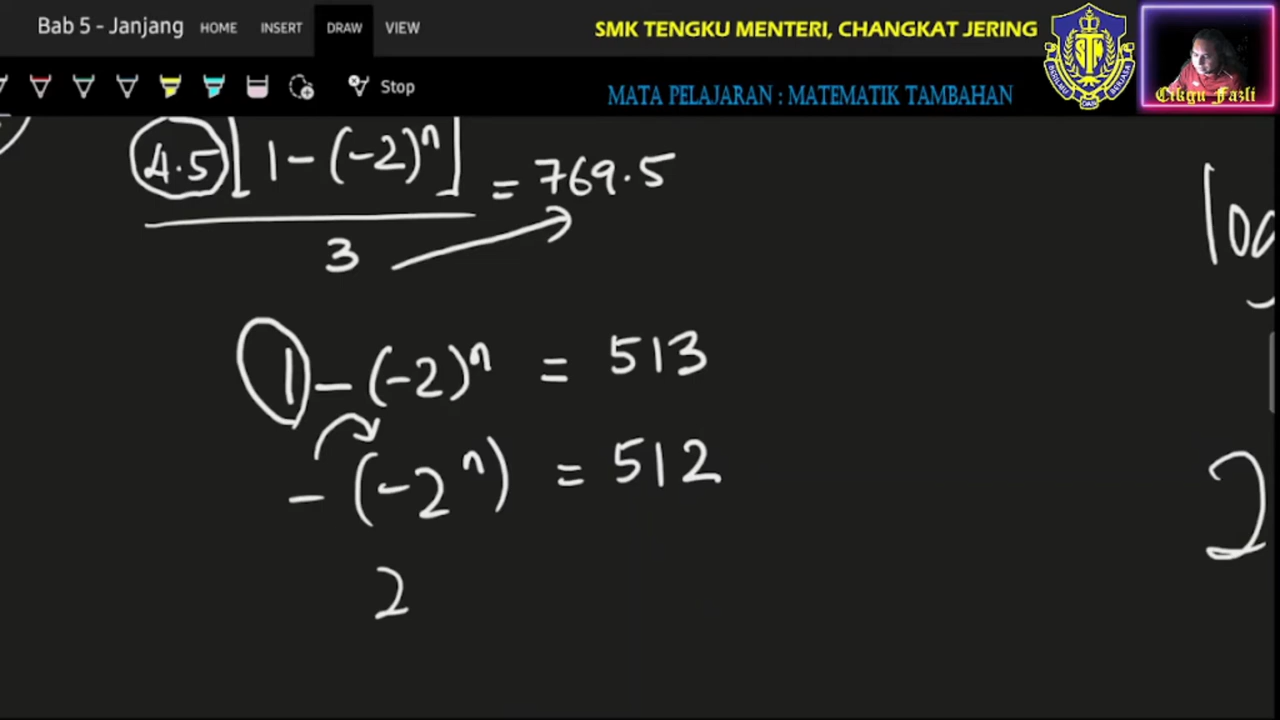 Bab 5 - Janjang HOME INSERT DRAW VIEW
SMK TENGKU MENTERI, CHANGKAT JERING
Stop
MATA PELAJARAN : MATEMATIK TAMBAHAN
Cikgu Fazli
4.5[1-(-2)ⁿ]
= 769.5
3
1-(-2)ⁿ = 513
-(-2ⁿ) = 512
2
2